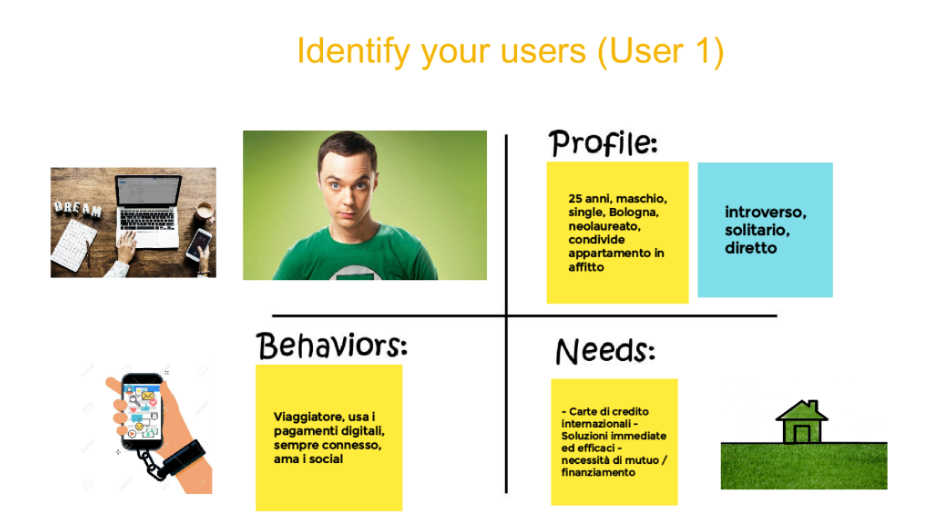 Identify your users (User 1)
DREAM
Profile:
25 anni, maschio,
single, Bologna,
neolaureato,
condivide
appartamento in
affitto
introverso,
solitario,
diretto
Behaviors:
Viaggiatore, usa i
pagamenti digitali,
sempre connesso,
ama i social
Needs:
- Carte di credito
internazionali -
Soluzioni immediate
ed efficaci -
necessità di mutuo /
finanziamento